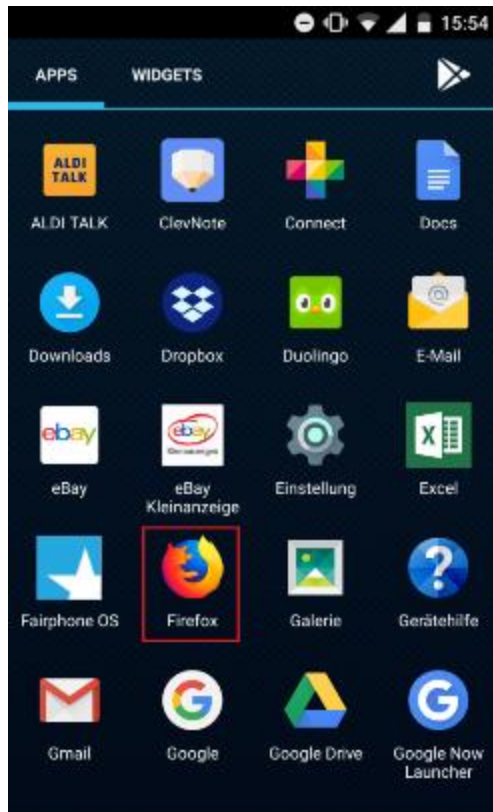 15:54
APPS WIDGETS
ALDI
TALK
ALDI TALK ClevNote Connect Docs
Downloads Dropbox Duolingo E-Mail
ebay ebay
eBay eBay Kleinanzeige Einstellung Excel
Fairphone OS Firefox Galerie Gerätehilfe
Gmail Google Google Drive Google Now Launcher